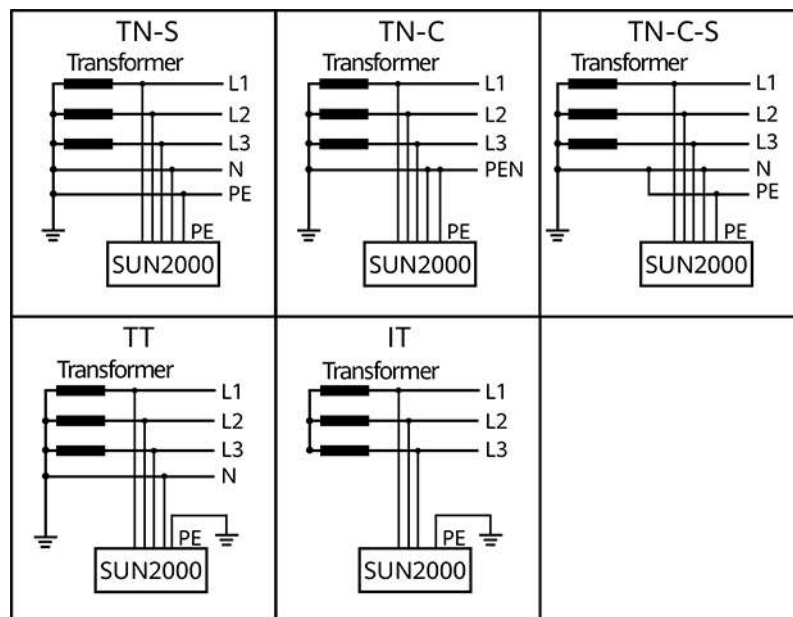 TN-S
Transformer
L1
L2
L3
N
PE
PE
SUN2000
TN-C
Transformer
L1
L2
L3
PEN
PE
SUN2000
TN-C-S
Transformer
L1
L2
L3
N
PE
PE
SUN2000
TT
Transformer
L1
L2
L3
N
PE
SUN2000
IT
Transformer
L1
L2
L3
PE
SUN2000